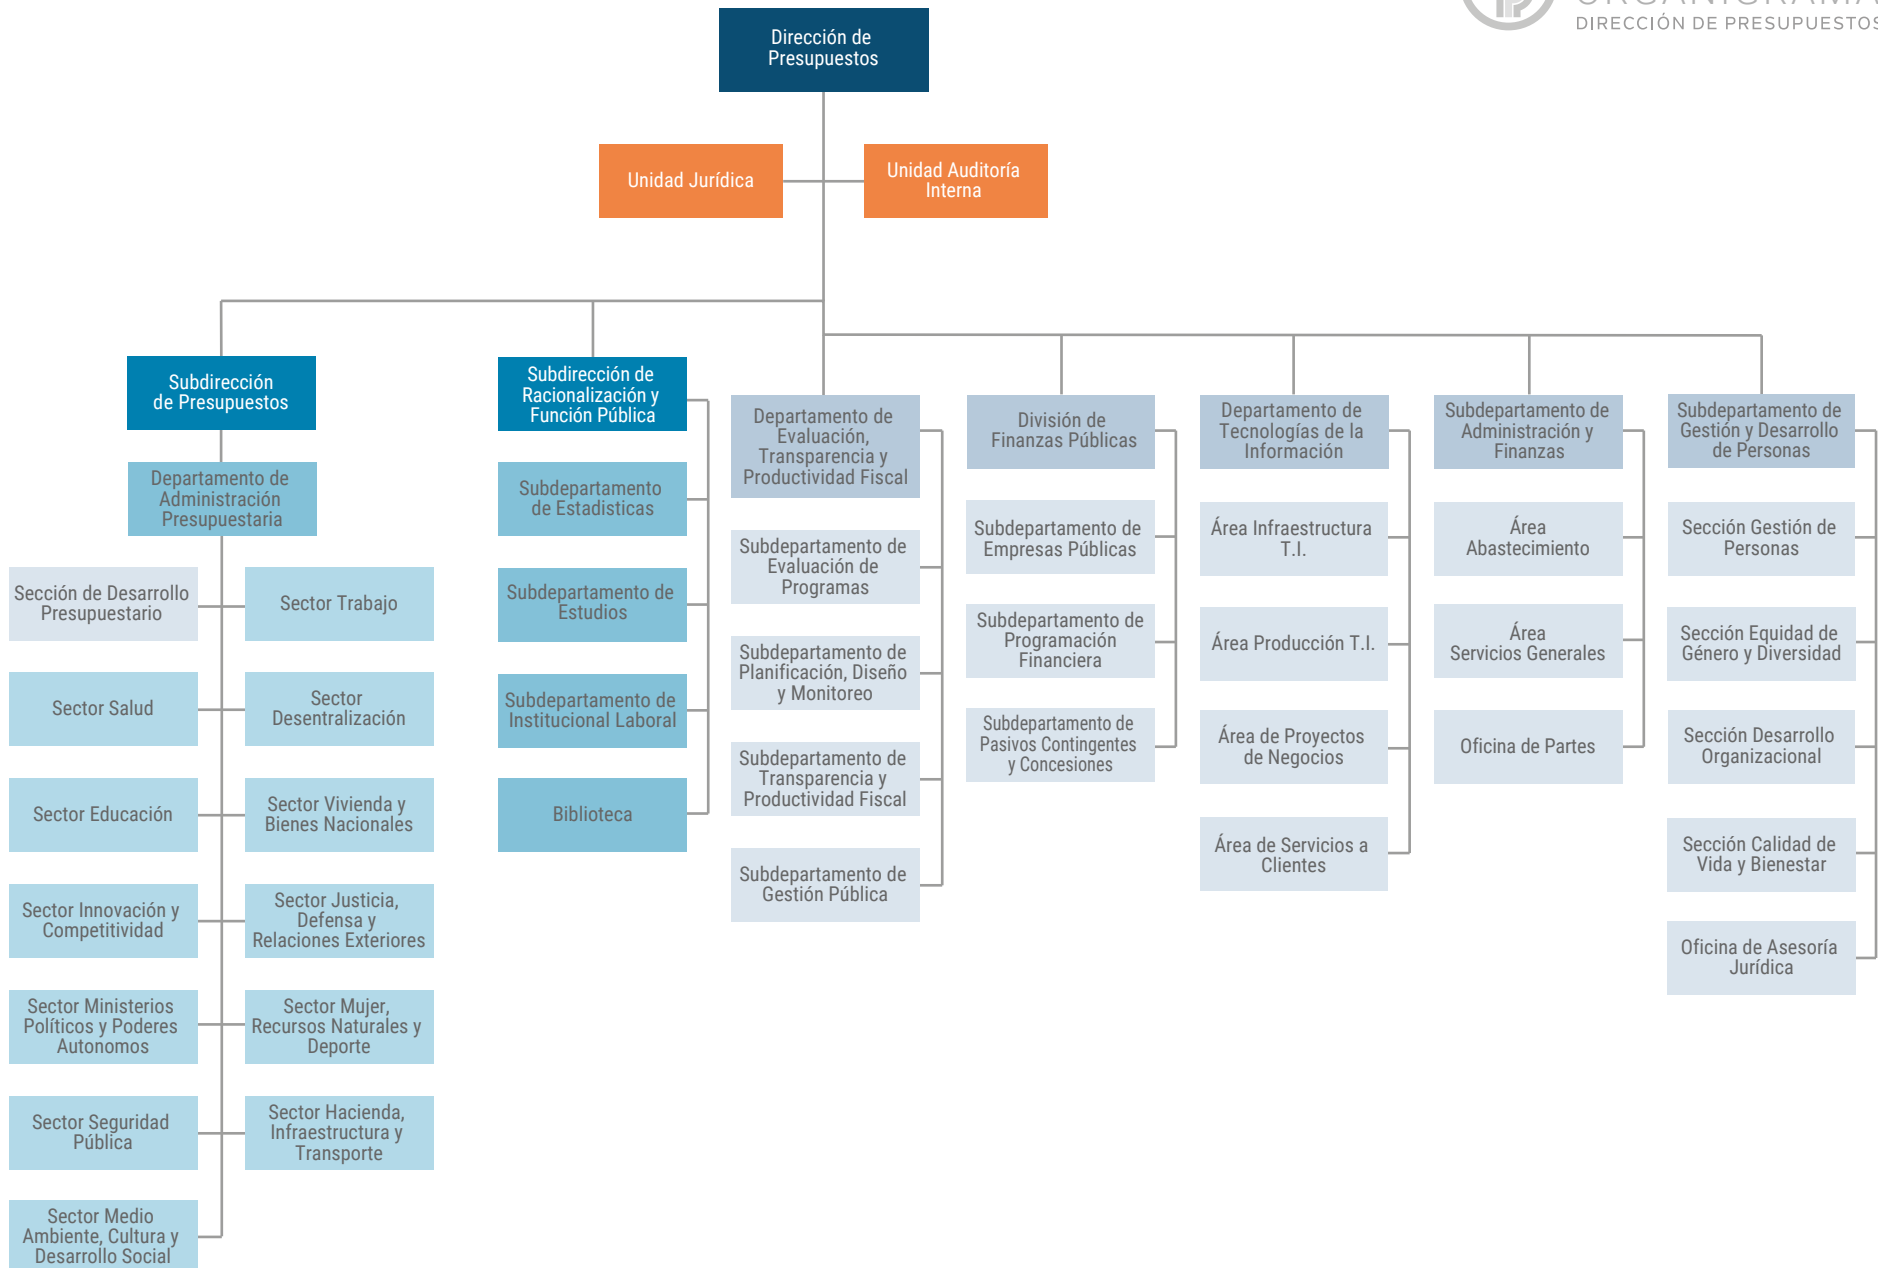 ORGANIGRAMA
DIRECCIÓN DE PRESUPUESTOS
Dirección de
Presupuestos
Unidad Jurídica
Unidad Auditoría
Interna
Subdirección
de Presupuestos
Departamento de
Administración
Presupuestaria
Sección de Desarrollo
Presupuestario
Sector Trabajo
Sector Salud
Sector
Desentralización
Sector Educación
Sector Vivienda y
Bienes Nacionales
Sector Innovación y
Competitividad
Sector Justicia,
Defensa y
Relaciones Exteriores
Sector Ministerios
Políticos y Poderes
Autonomos
Sector Mujer,
Recursos Naturales y
Deporte
Sector Seguridad
Pública
Sector Hacienda,
Infraestructura y
Transporte
Sector Medio
Ambiente, Cultura y
Desarrollo Social
Subdirección de
Racionalización y
Función Pública
Subdepartamento
de Estadisticas
Subdepartamento de
Estudios
Subdepartamento de
Institucional Laboral
Biblioteca
Departamento de
Evaluación,
Transparencia y
Productividad Fiscal
Subdepartamento de
Evaluación de
Programas
Subdepartamento de
Planificación, Diseño
y Monitoreo
Subdepartamento de
Transparencia y
Productividad Fiscal
Subdepartamento de
Gestión Pública
División de
Finanzas Públicas
Subdepartamento de
Empresas Públicas
Subdepartamento de
Programación
Financiera
Subdepartamento de
Pasivos Contingentes
y Concesiones
Departamento de
Tecnologías de la
Información
Área Infraestructura
T.I.
Área Producción T.I.
Área de Proyectos
de Negocios
Área de Servicios a
Clientes
Subdepartamento de
Administración y
Finanzas
Área
Abastecimiento
Área
Servicios Generales
Oficina de Partes
Subdepartamento de
Gestión y Desarrollo
de Personas
Sección Gestión de
Personas
Sección Equidad de
Género y Diversidad
Sección Desarrollo
Organizacional
Sección Calidad de
Vida y Bienestar
Oficina de Asesoría
Jurídica